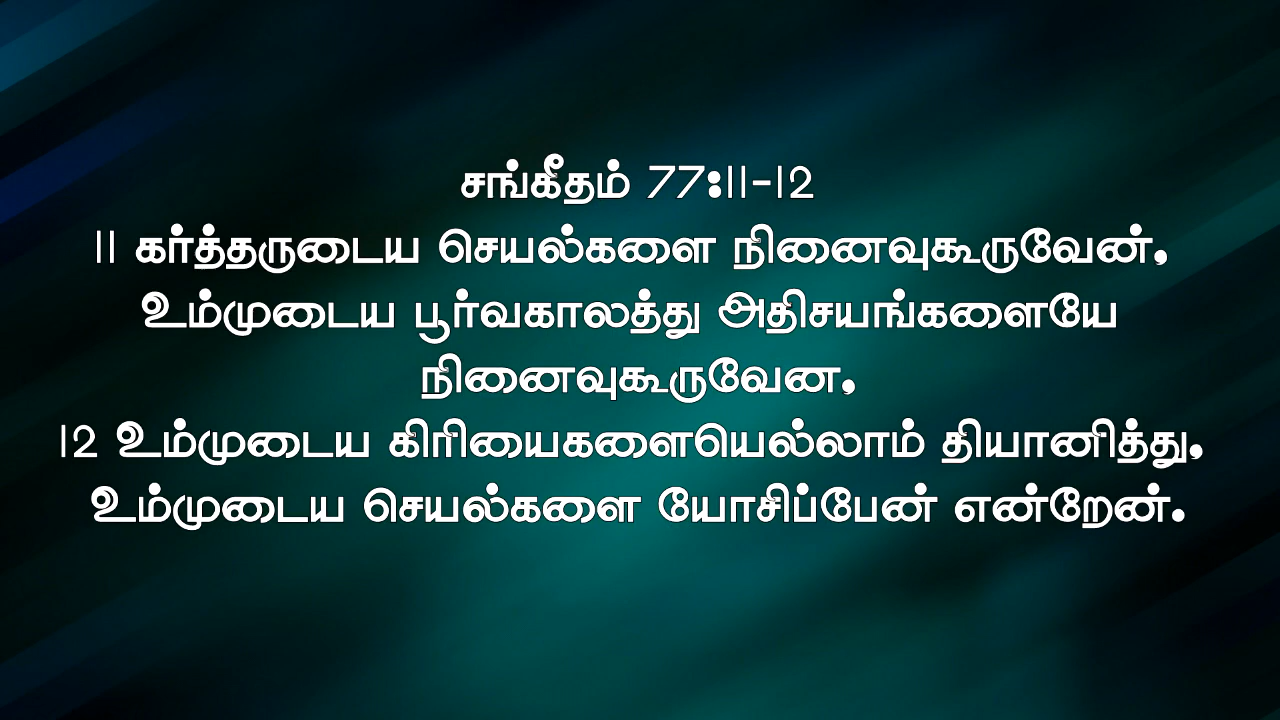 சங்கீதம் 77:11-12
11 கர்த்தருடைய செயல்களை நினைவுகூருவேன்,
உம்முடைய பூர்வகாலத்து அதிசயங்களையே
நினைவுகூருவேன,
12 உம்முடைய கிரியைகளையெல்லாம் தியானித்து,
உம்முடைய செயல்களை யோசிப்பேன் என்றேன்.